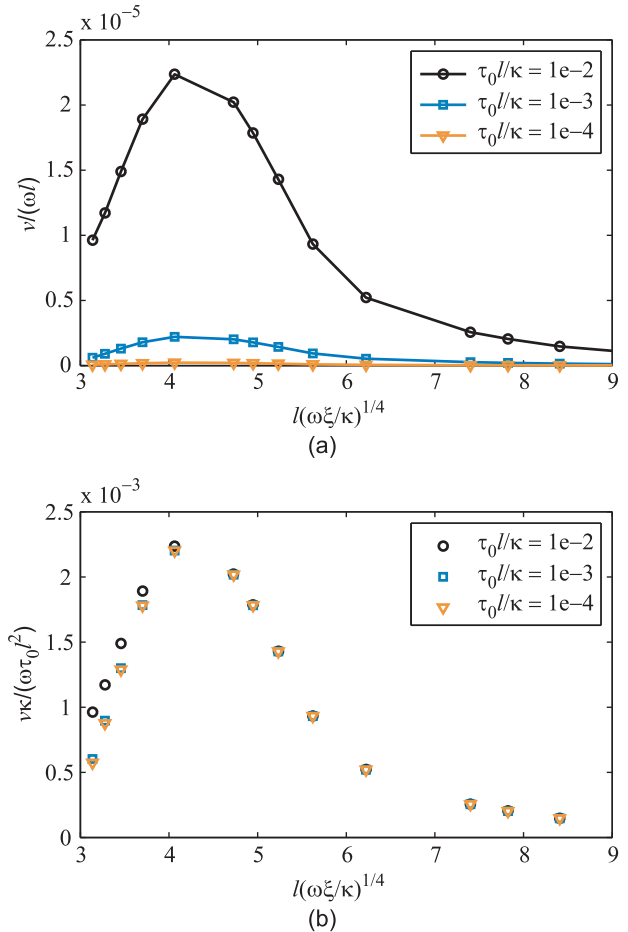 x 10⁻⁵
2.5
2
1.5
1
0.5
0
v/(ωl)
τ₀l/κ = 1e−2
τ₀l/κ = 1e−3
τ₀l/κ = 1e−4
3 4 5 6 7 8 9
l(ωξ/κ)^1/4
(a)
x 10⁻³
2.5
2
1.5
1
0.5
0
vκ/(ωτ₀l²)
τ₀l/κ = 1e−2
τ₀l/κ = 1e−3
τ₀l/κ = 1e−4
3 4 5 6 7 8 9
l(ωξ/κ)^1/4
(b)